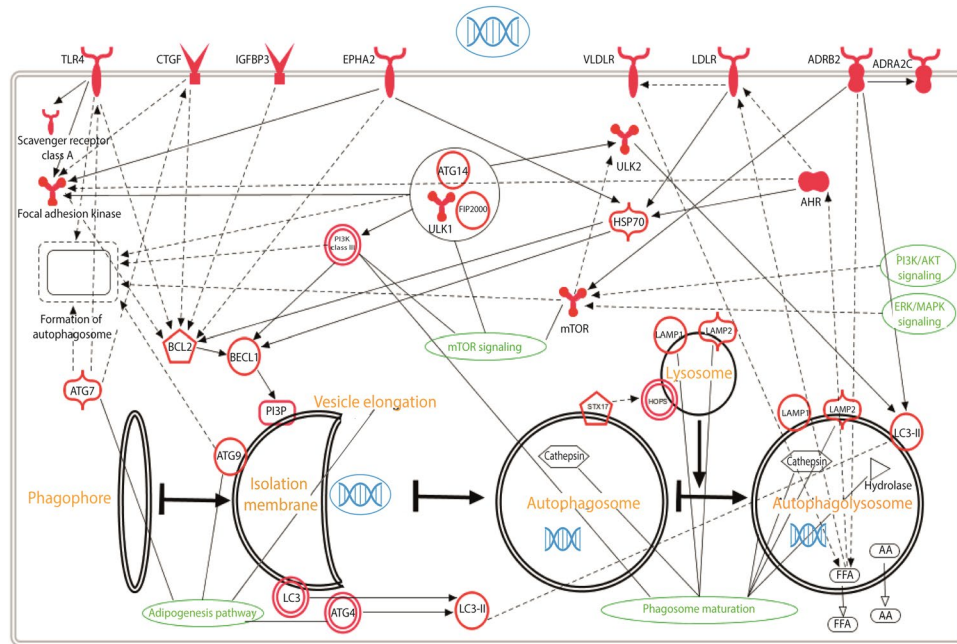 TLR4
CTGF
IGFBP3
EPHA2
VLDLR
LDLR
ADRB2
ADRA2C
Scavenger receptor
class A
ATG14
ULK2
Focal adhesion kinase
ULK1
FIP2000
HSP70
AHR
PI3K
class III
PI3K/AKT
signaling
Formation of
autophagosome
mTOR
ERK/MAPK
signaling
BCL2
BECL1
mTOR signaling
LAMP1
LAMP2
Lysosome
ATG7
PI3P
Vesicle elongation
STX17
HOPS
LAMP1
LAMP2
LC3-II
ATG9
Cathepsin
Cathepsin
Hydrolase
Phagophore
Isolation
membrane
Autophagosome
Autophagolysosome
AA
FFA
LC3
ATG4
LC3-II
Adipogenesis pathway
Phagosome maturation
FFA
AA